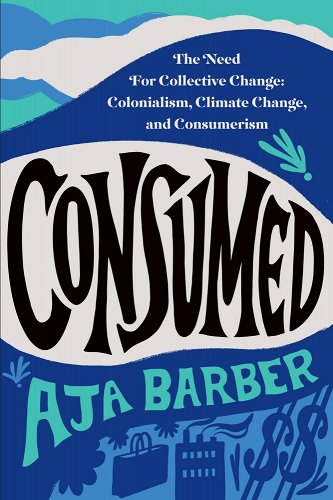 The Need
For Collective Change:
Colonialism, Climate Change,
and Consumerism
CONSUMED
AJA BARBER
$$